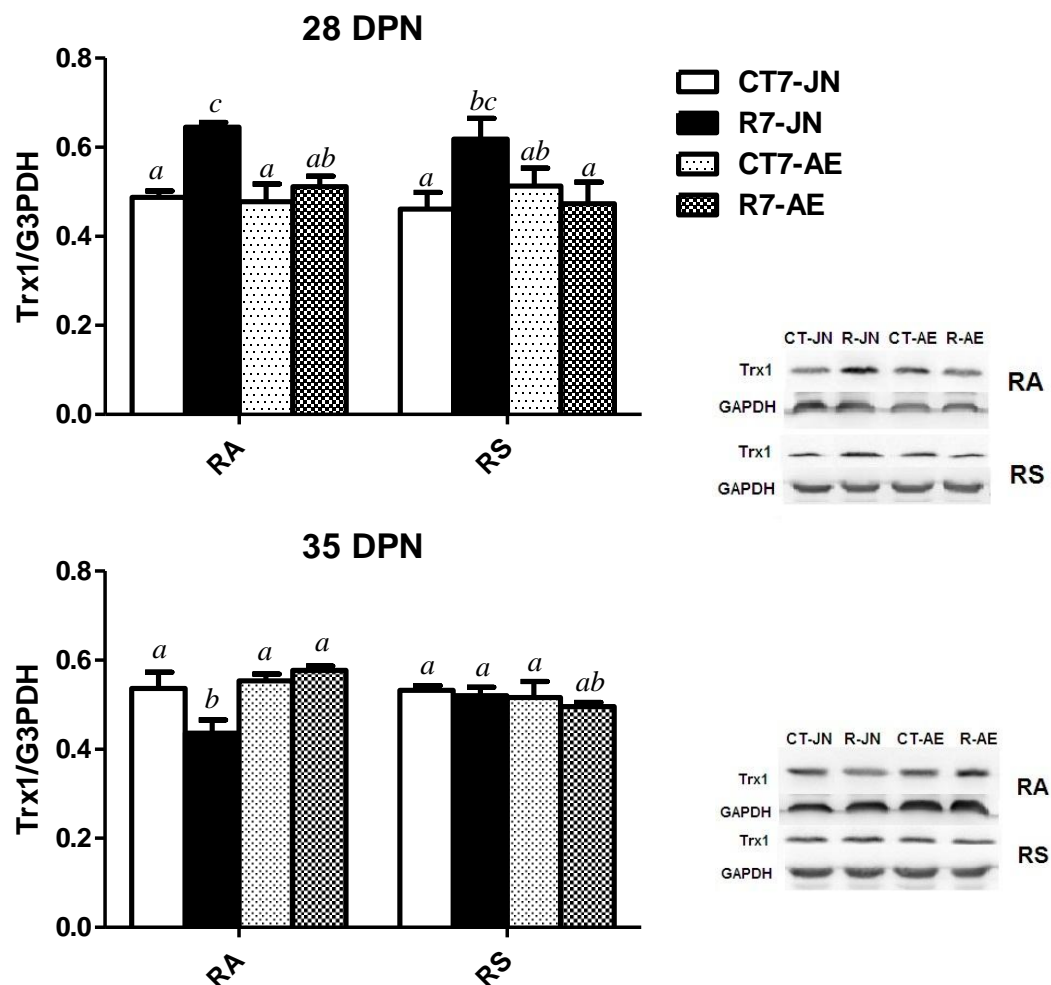 28 DPN
Trx1/G3PDH
0.8
0.6
0.4
0.2
0.0
a
c
a
ab
a
bc
ab
a
RA
RS
CT7-JN
R7-JN
CT7-AE
R7-AE
CT-JN R-JN CT-AE R-AE
Trx1
RA
GAPDH
Trx1
RS
GAPDH
35 DPN
Trx1/G3PDH
0.8
0.6
0.4
0.2
0.0
a
b
a
a
a
a
a
ab
RA
RS
CT-JN R-JN CT-AE R-AE
Trx1
RA
GAPDH
Trx1
RS
GAPDH